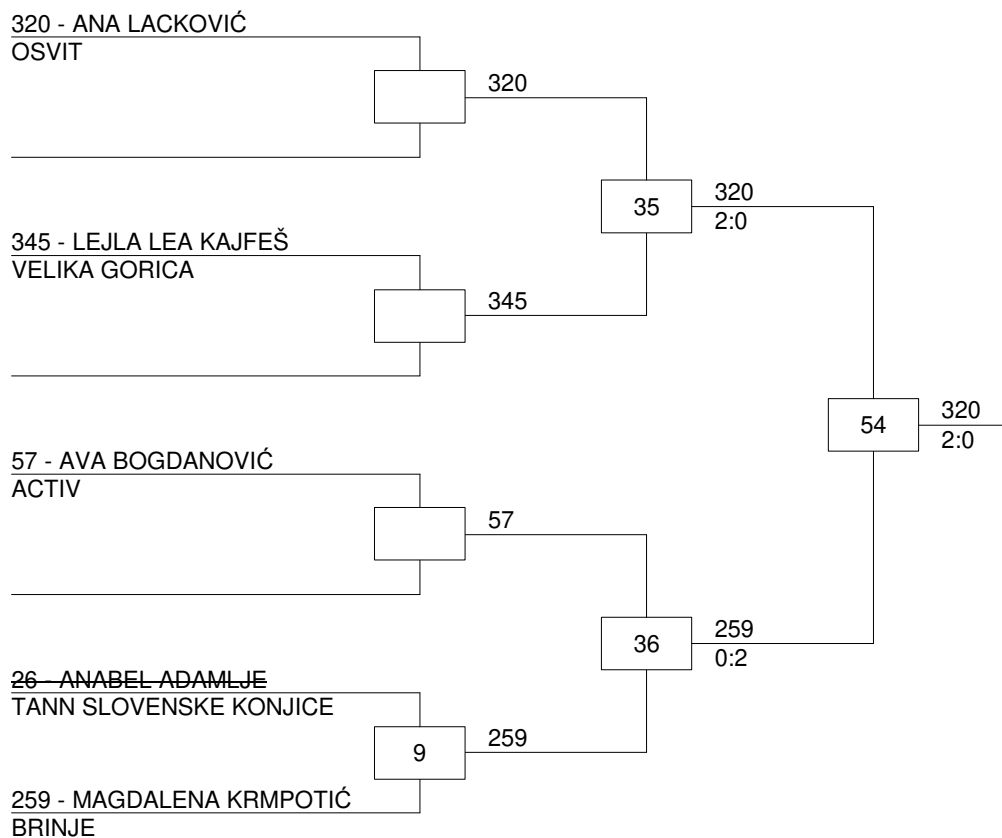 320 - ANA LACKOVIĆ
OSVIT
320
35
320
2:0
345 - LEJLA LEA KAJFEŠ
VELIKA GORICA
345
54
320
2:0
57 - AVA BOGDANOVIĆ
ACTIV
57
36
259
0:2
26 - ANABEL ADAMLJE
TANN SLOVENSKE KONJICE
9
259
259 - MAGDALENA KRMPOTIĆ
BRINJE